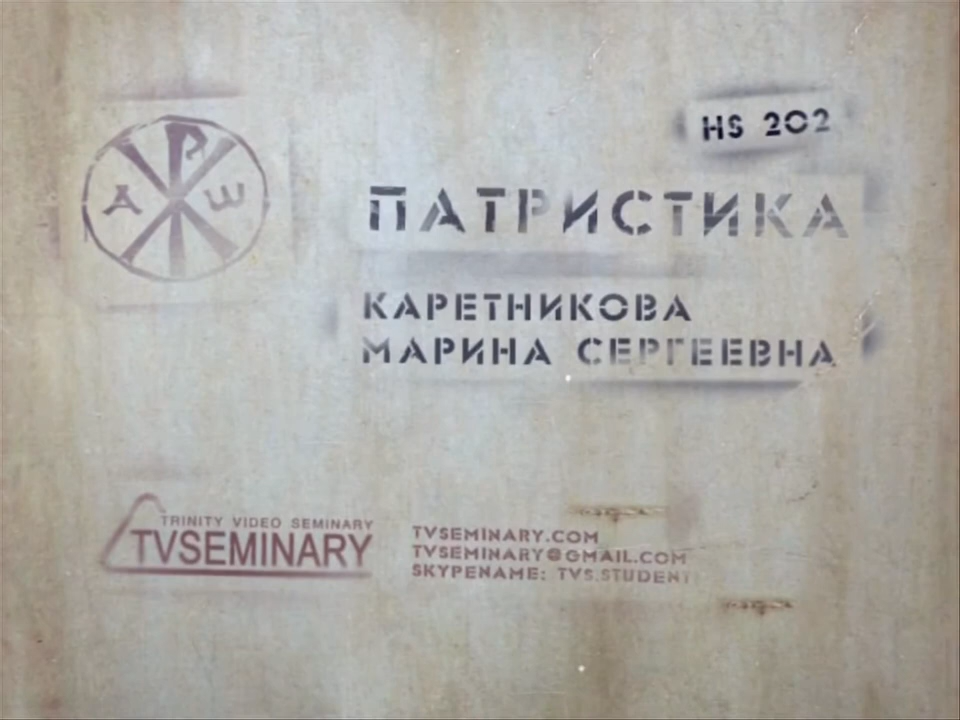 HS 202
ПАТРИСТИКА
КАРЕТНИКОВА
МАРИНА СЕРГЕЕВНА
TRINITY VIDEO SEMINARY
TVSEMINARY
TVSEMINARY.COM
TVSEMINARY@GMAIL.COM
SKYPENAME: TVS.STUDENT